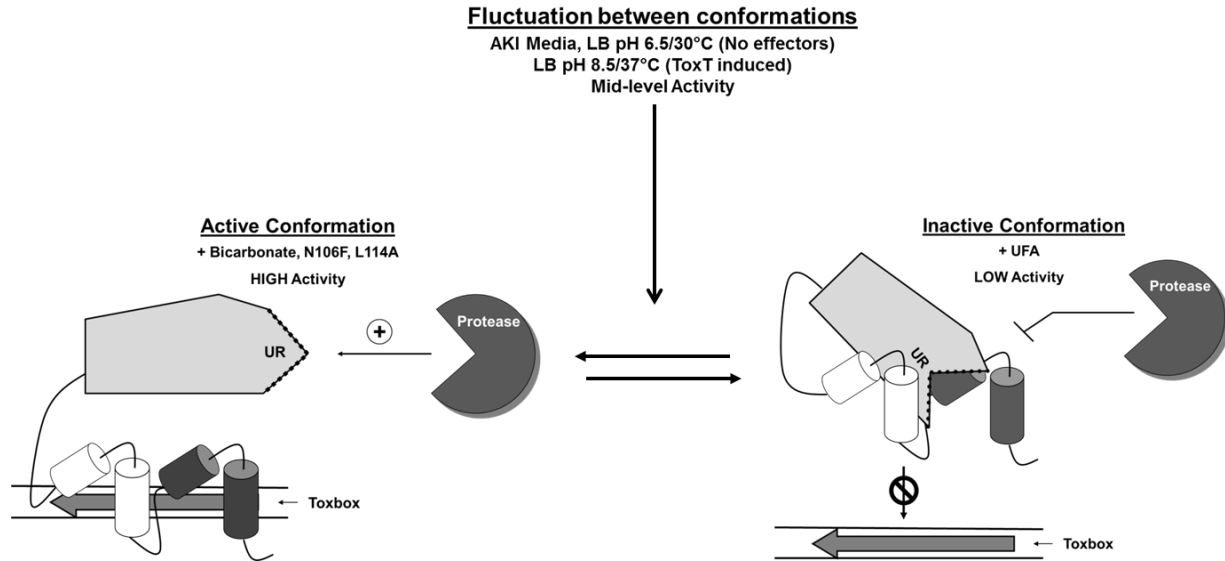 Fluctuation between conformations
AKI Media, LB pH 6.5/30°C (No effectors)
LB pH 8.5/37°C (ToxT induced)
Mid-level Activity
Active Conformation
+ Bicarbonate, N106F, L114A
HIGH Activity
UR
+
Protease
Toxbox
Inactive Conformation
+ UFA
LOW Activity
Protease
UR
Toxbox